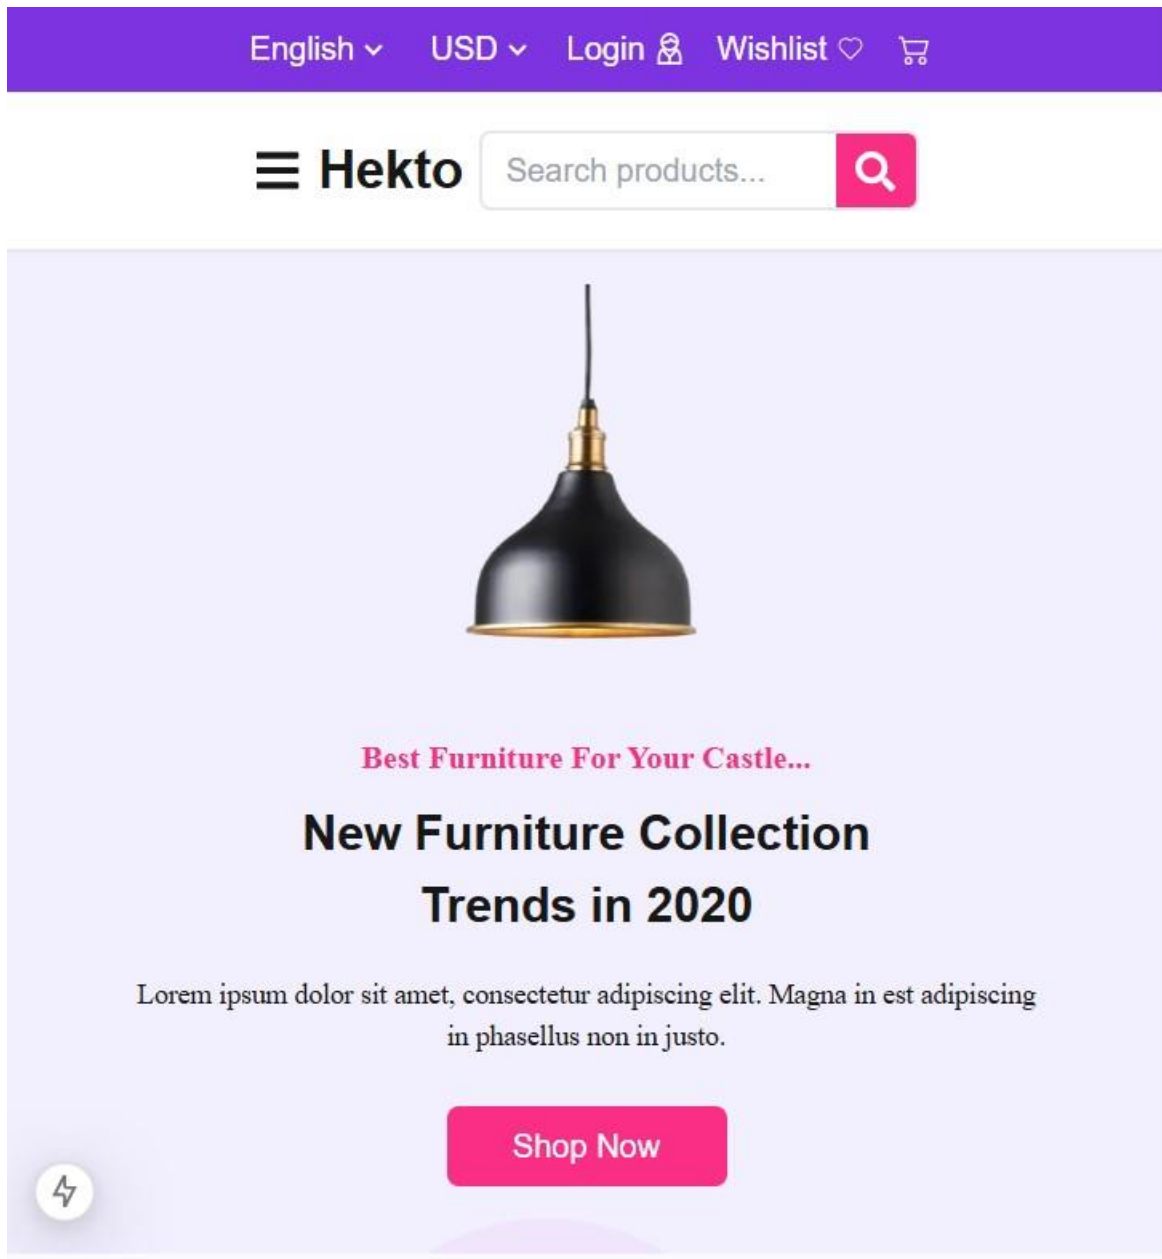 English USD Login Wishlist
Hekto Search products...
Best Furniture For Your Castle...
New Furniture Collection
Trends in 2020
Lorem ipsum dolor sit amet, consectetur adipiscing elit. Magna in est adipiscing
in phasellus non in justo.
Shop Now